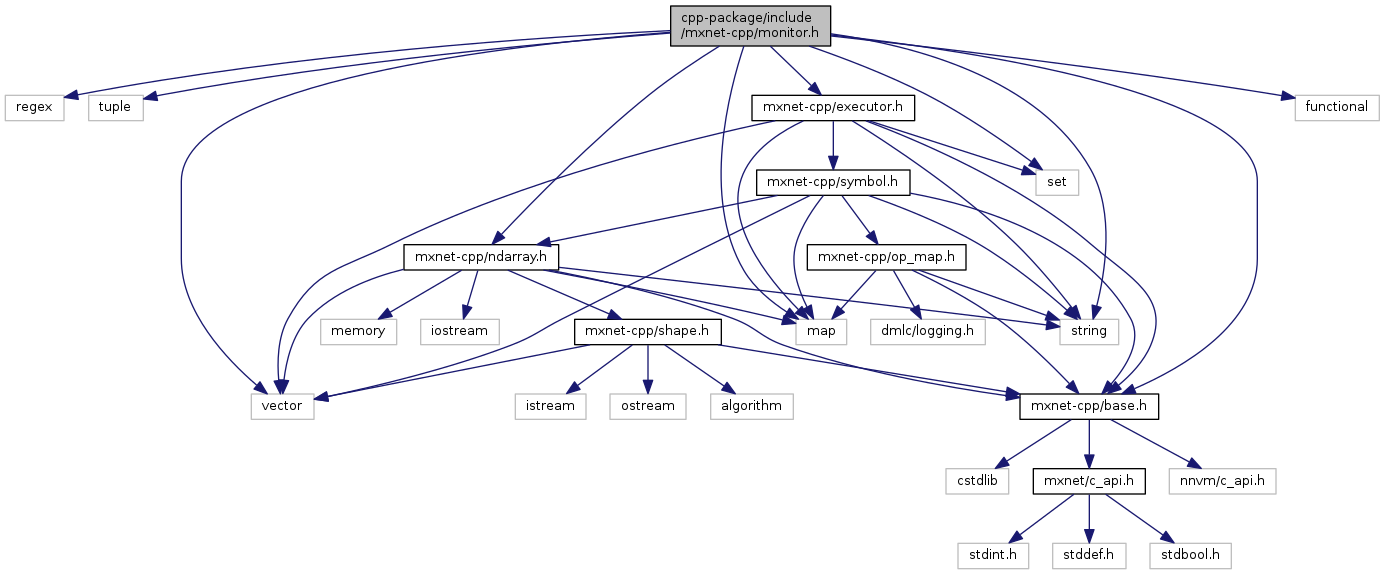 cpp-package/include
/mxnet-cpp/monitor.h
regex
tuple
mxnet-cpp/executor.h
functional
mxnet-cpp/symbol.h
set
mxnet-cpp/ndarray.h
mxnet-cpp/op_map.h
memory
iostream
mxnet-cpp/shape.h
map
dmlc/logging.h
string
vector
istream
ostream
algorithm
mxnet-cpp/base.h
cstdlib
mxnet/c_api.h
nnvm/c_api.h
stdint.h
stddef.h
stdbool.h